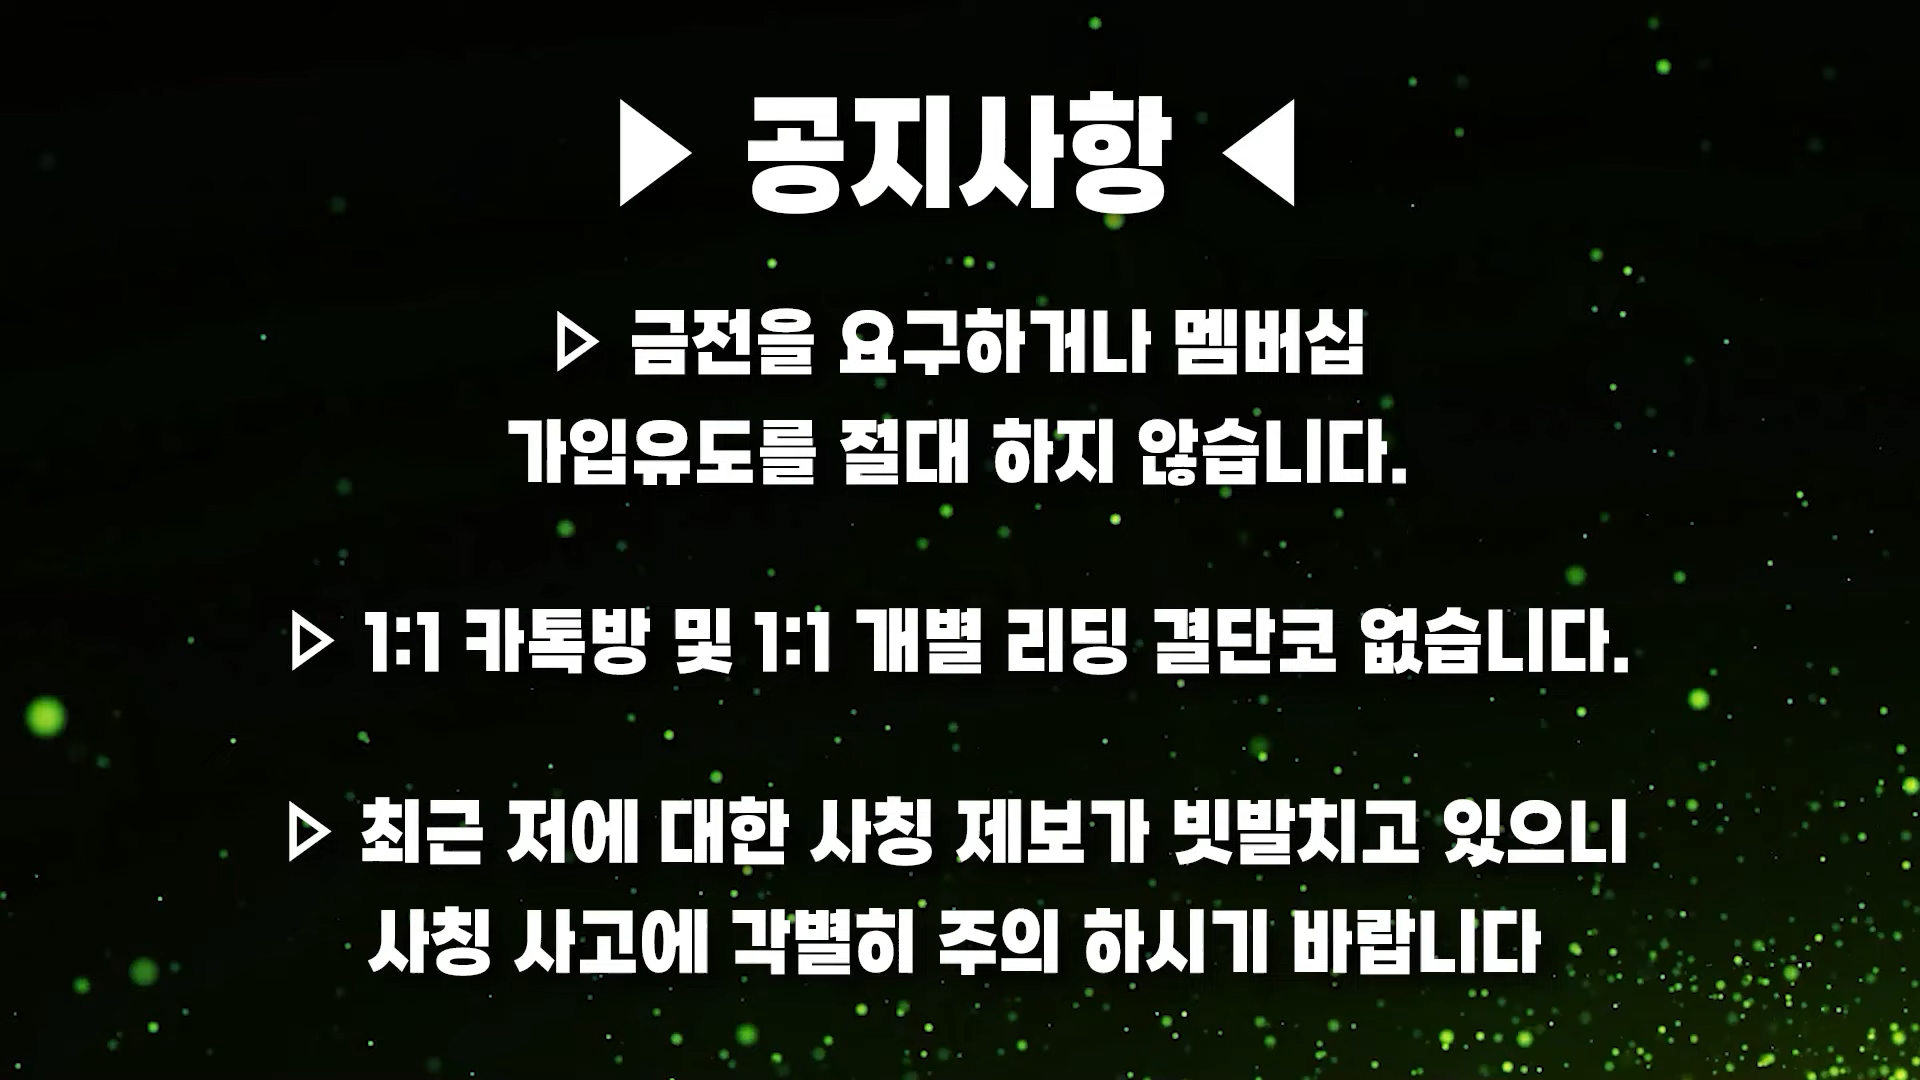 ▶ 공지사항 ◀
▷ 금전을 요구하거나 멤버십
가입유도를 절대 하지 않습니다.
▷ 1:1 카톡방 및 1:1 개별 리딩 결단코 없습니다.
▷ 최근 저에 대한 사칭 제보가 빗발치고 있으니
사칭 사고에 각별히 주의 하시기 바랍니다